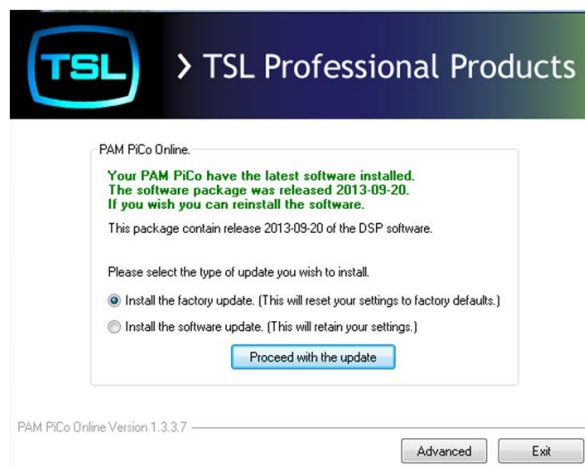 TSL
> TSL Professional Products
PAM PiCo Online.
Your PAM PiCo have the latest software installed.
The software package was released 2013-09-20.
If you wish you can reinstall the software.
This package contain release 2013-09-20 of the DSP software.
Please select the type of update you wish to install.
Install the factory update. (This will reset your settings to factory defaults.)
Install the software update. (This will retain your settings.)
Proceed with the update
PAM PiCo Online Version 1.3.3.7
Advanced
Exit